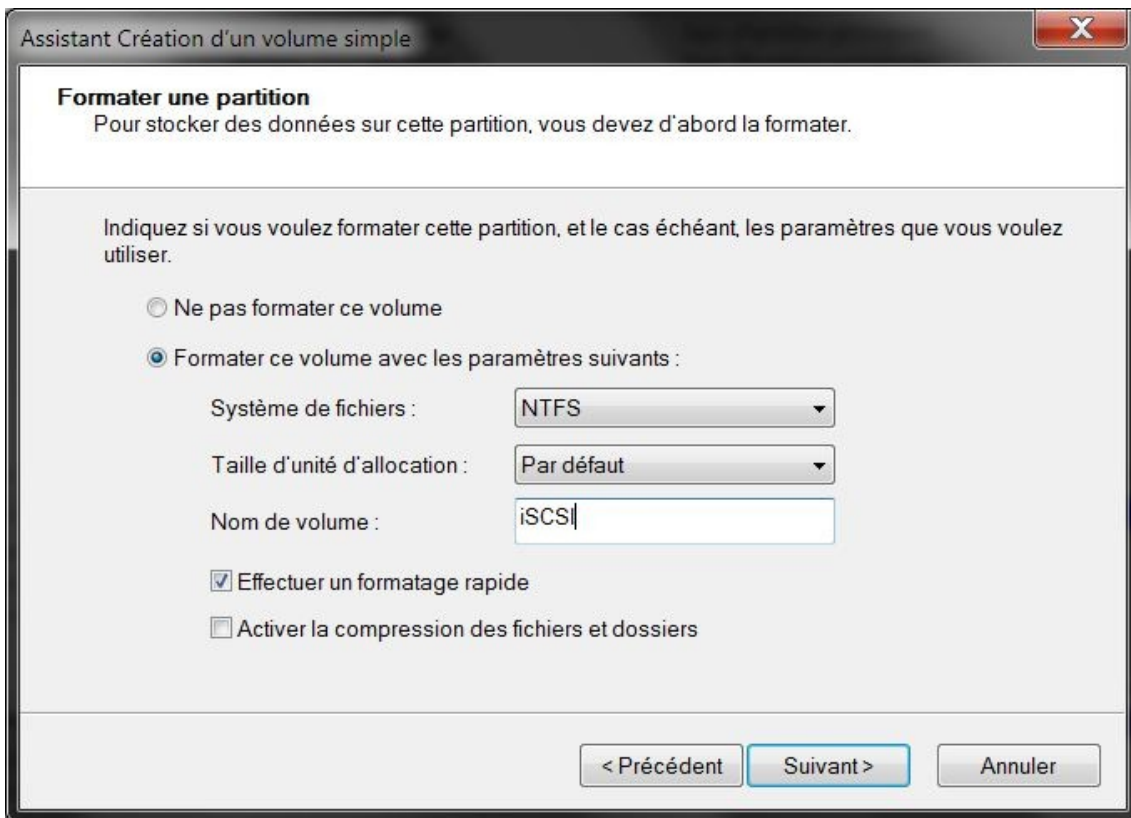 Assistant Création d'un volume simple
X
Formater une partition
Pour stocker des données sur cette partition, vous devez d'abord la formater.
Indiquez si vous voulez formater cette partition, et le cas échéant, les paramètres que vous voulez
utiliser.
Ne pas formater ce volume
Formater ce volume avec les paramètres suivants :
Système de fichiers : NTFS
Taille d'unité d'allocation : Par défaut
Nom de volume : iSCSI
Effectuer un formatage rapide
Activer la compression des fichiers et dossiers
< Précédent Suivant > Annuler